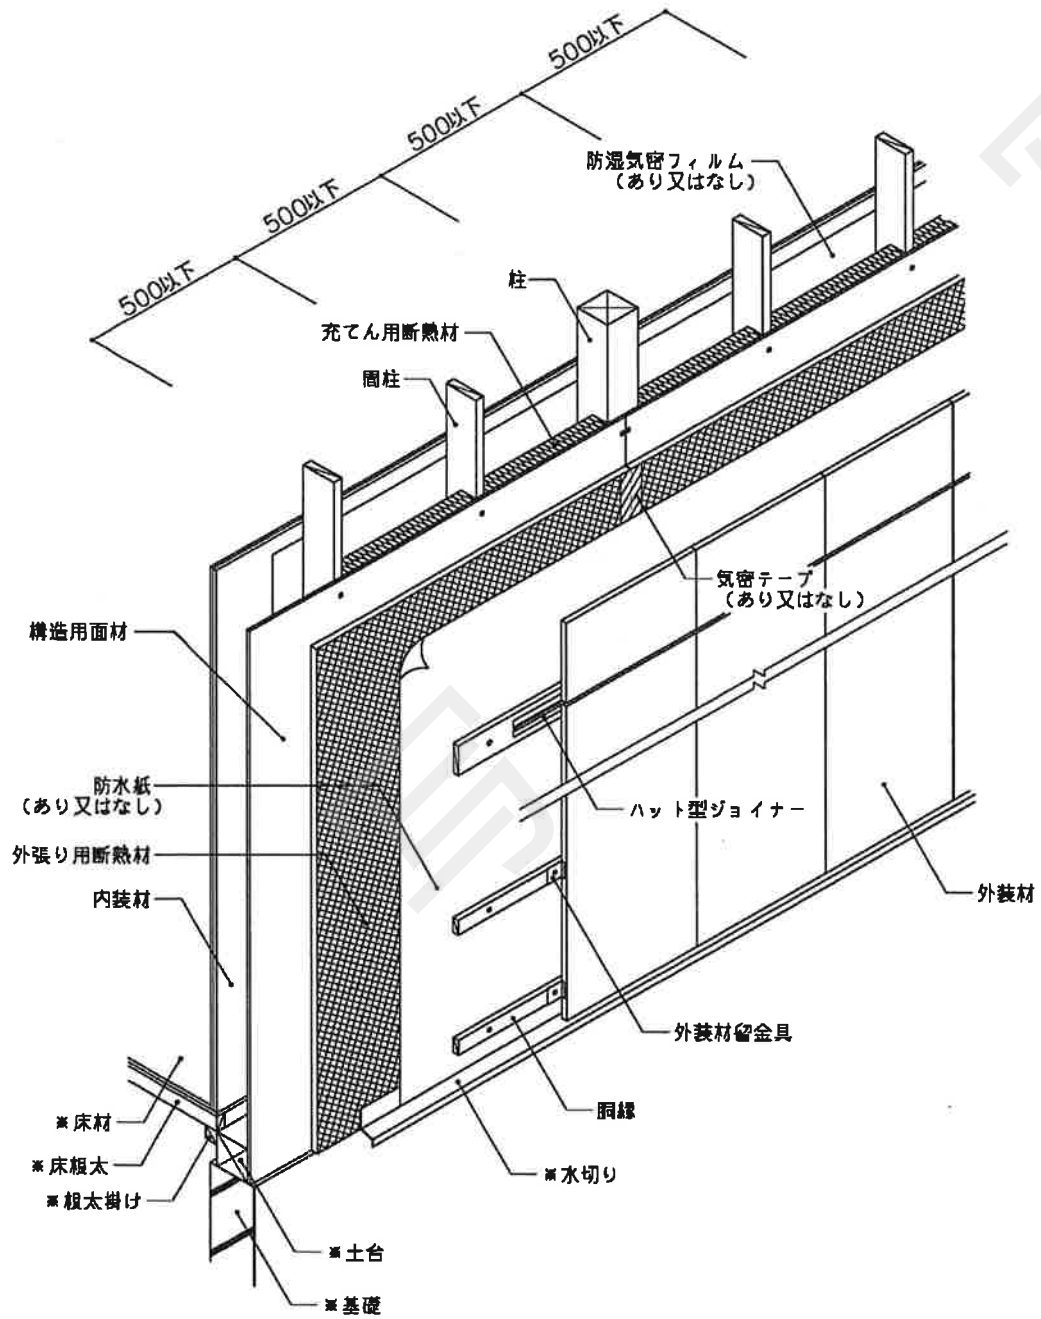 500以下
500以下
500以下
500以下
防湿気密フィルム
（あり又はなし）
柱
充てん用断熱材
間柱
気密テープ
（あり又はなし）
構造用面材
防水紙
（あり又はなし）
ハット型ジョイナー
外張り用断熱材
内装材
外装材
外装材留金具
胴縁
※床材
※床根太
※水切り
※根太掛け
※土台
※基礎